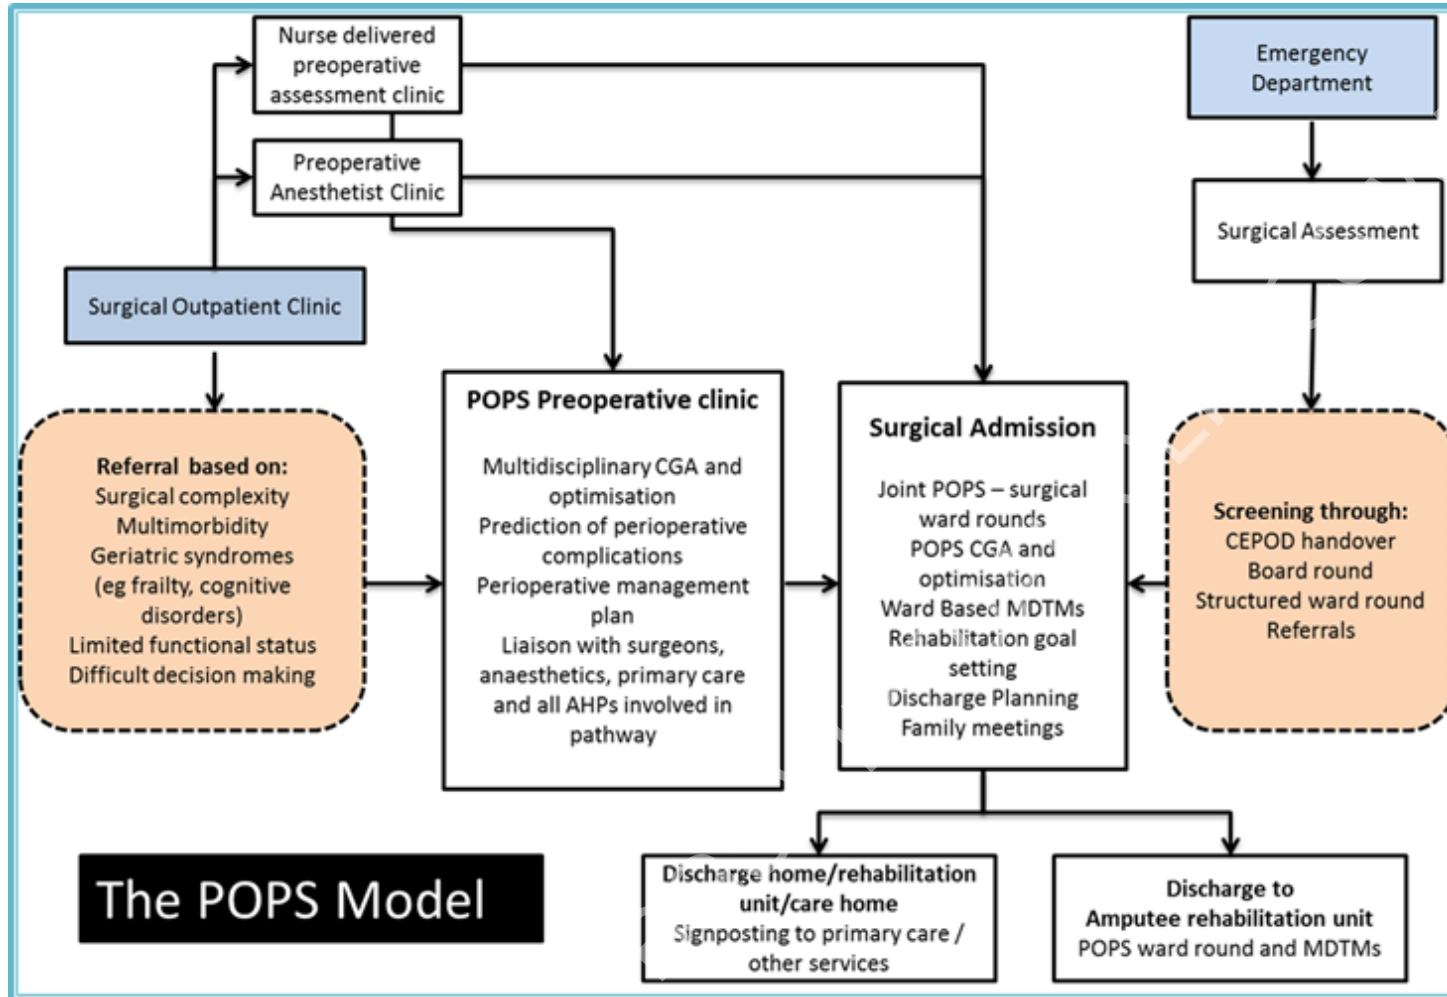 Nurse delivered
preoperative
assessment clinic
Preoperative
Anesthetist Clinic
Surgical Outpatient Clinic
Emergency
Department
Surgical Assessment
Referral based on:
Surgical complexity
Multimorbidity
Geriatric syndromes
(eg frailty, cognitive
disorders)
Limited functional status
Difficult decision making
POPS Preoperative clinic
Multidisciplinary CGA and
optimisation
Prediction of perioperative
complications
Perioperative management
plan
Liaison with surgeons,
anaesthetics, primary care
and all AHPs involved in
pathway
Surgical Admission
Joint POPS – surgical
ward rounds
POPS CGA and
optimisation
Ward Based MDTMs
Rehabilitation goal
setting
Discharge Planning
Family meetings
Screening through:
CEPOD handover
Board round
Structured ward round
Referrals
The POPS Model
Discharge home/rehabilitation
unit/care home
Signposting to primary care /
other services
Discharge to
Amputee rehabilitation unit
POPS ward round and MDTMs